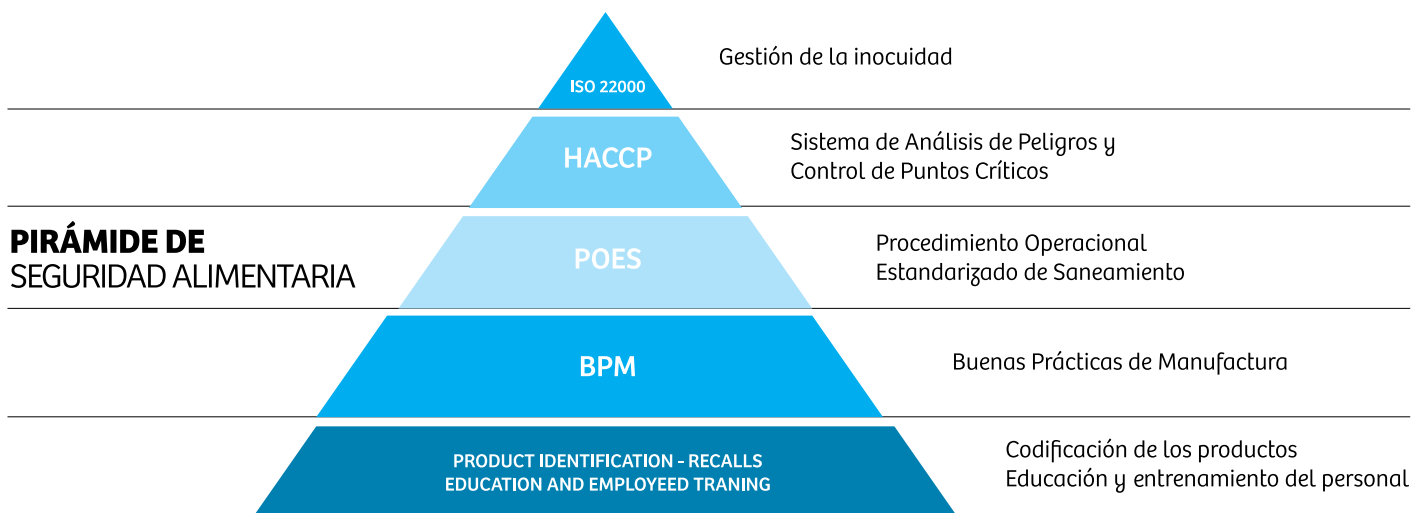 ISO 22000
Gestión de la inocuidad
HACCP
Sistema de Análisis de Peligros y
Control de Puntos Críticos
PIRÁMIDE DE
SEGURIDAD ALIMENTARIA
POES
Procedimiento Operacional
Estandarizado de Saneamiento
BPM
Buenas Prácticas de Manufactura
PRODUCT IDENTIFICATION - RECALLS
EDUCATION AND EMPLOYEED TRANING
Codificación de los productos
Educación y entrenamiento del personal